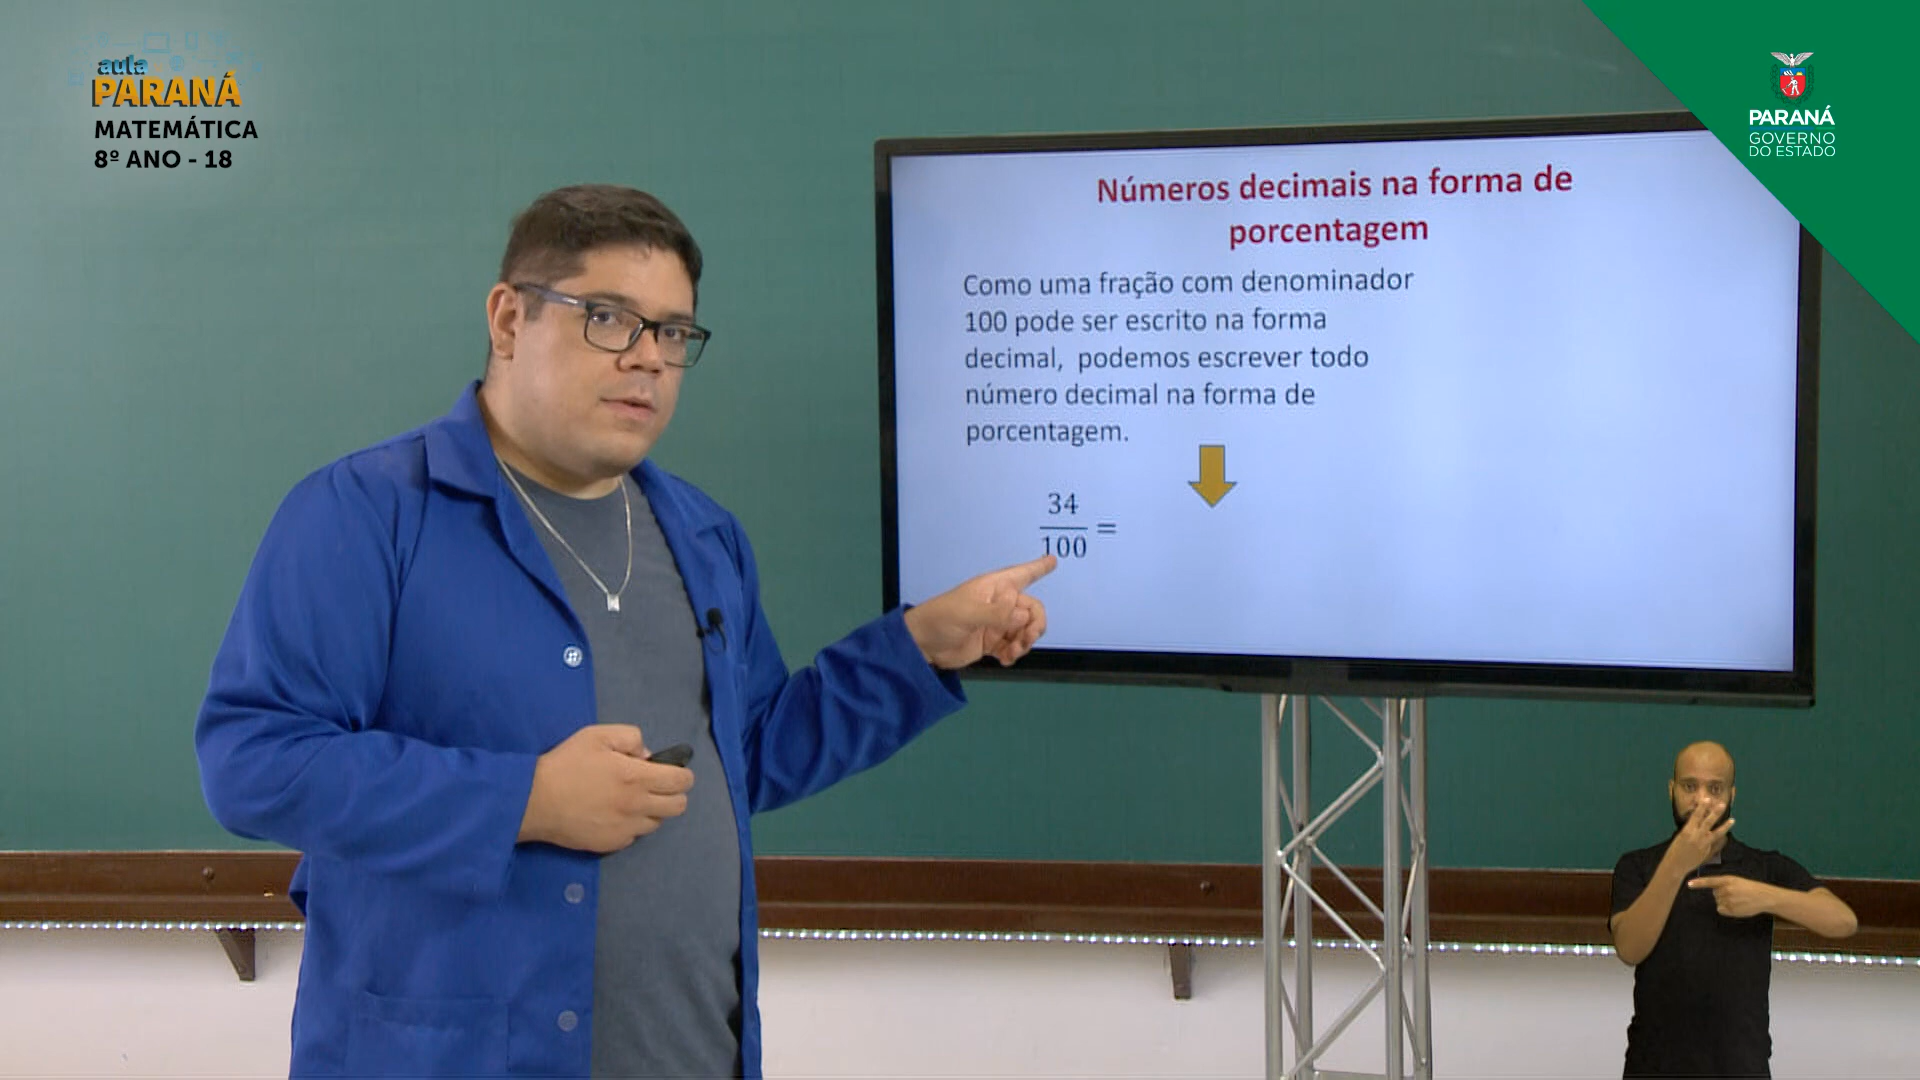 aula
PARANÁ
MATEMÁTICA
8º ANO - 18
PARANÁ
GOVERNO
DO ESTADO
Números decimais na forma de
porcentagem
Como uma fração com denominador
100 pode ser escrito na forma
decimal, podemos escrever todo
número decimal na forma de
porcentagem.
34
100 =